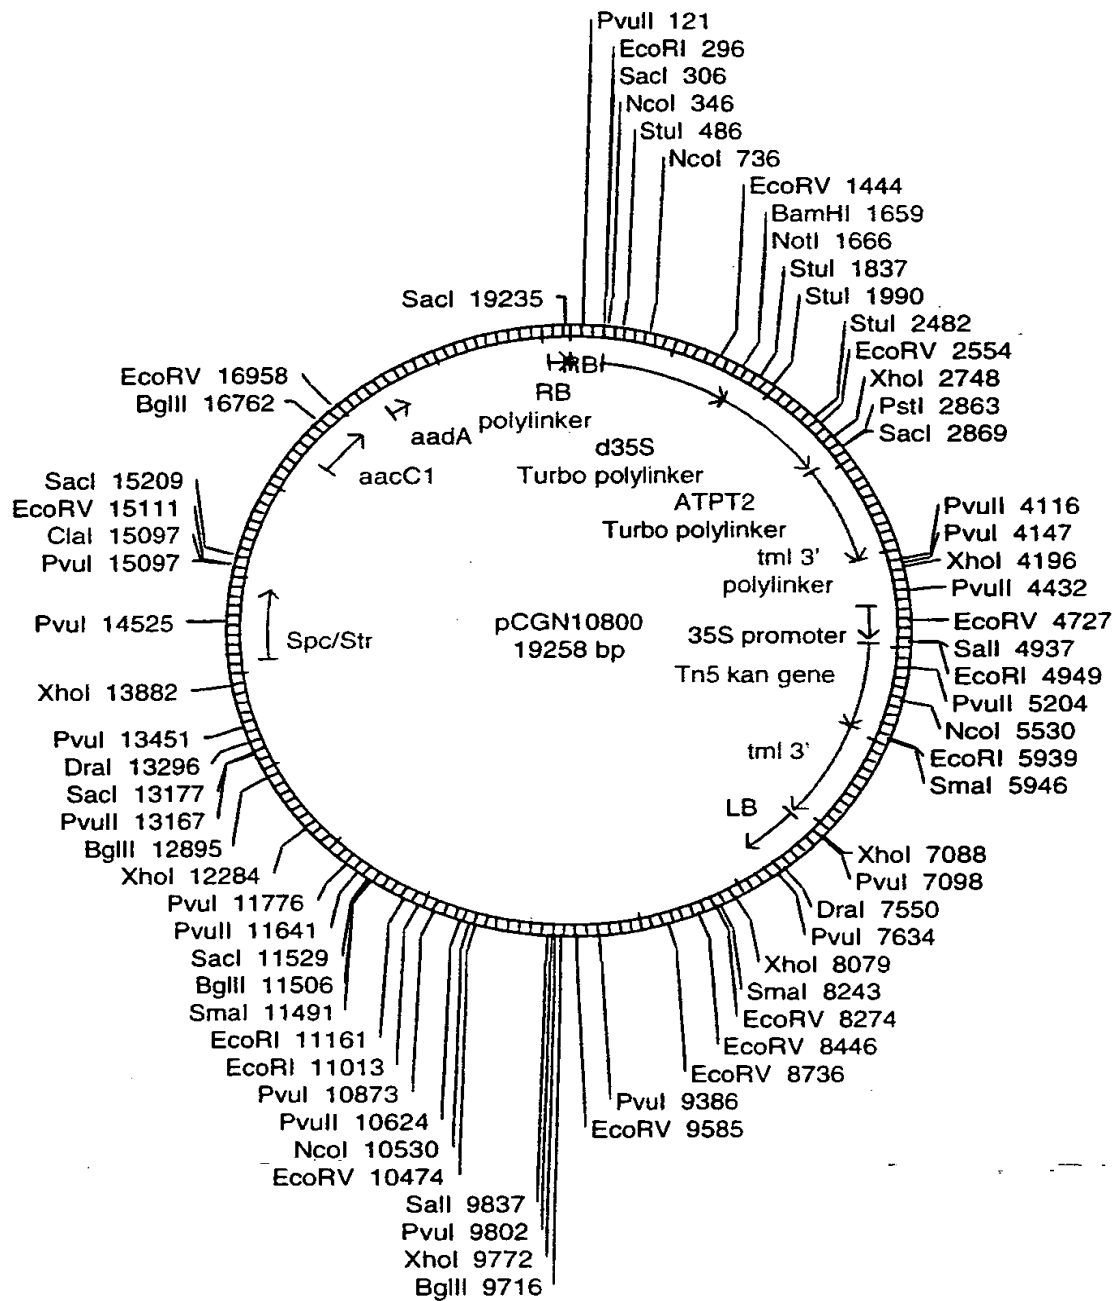 PvuII 121
EcoRI 296
SacI 306
NcoI 346
StuI 486
NcoI 736
EcoRV 1444
BamHI 1659
NotI 1666
StuI 1837
StuI 1990
StuI 2482
EcoRV 2554
XhoI 2748
PstI 2863
SacI 2869
PvuII 4116
PvuI 4147
XhoI 4196
PvuII 4432
EcoRV 4727
SalI 4937
EcoRI 4949
PvuII 5204
NcoI 5530
EcoRI 5939
SmaI 5946
XhoI 7088
PvuI 7098
DraI 7550
PvuI 7634
XhoI 8079
SmaI 8243
EcoRV 8274
EcoRV 8446
EcoRV 8736
PvuI 9386
EcoRV 9585
BglII 9716
XhoI 9772
PvuI 9802
SalI 9837
EcoRV 10474
NcoI 10530
PvuII 10624
PvuI 10873
EcoRI 11013
EcoRI 11161
SmaI 11491
BglII 11506
SacI 11529
PvuII 11641
PvuI 11776
XhoI 12284
BglII 12895
PvuII 13167
SacI 13177
DraI 13296
PvuI 13451
XhoI 13882
PvuI 14525
PvuI 15097
ClaI 15097
EcoRV 15111
SacI 15209
BglII 16762
EcoRV 16958
SacI 19235
RB
RB
polylinker
d35S
Turbo polylinker
ATPT2
Turbo polylinker
tml 3'
polylinker
35S promoter
Tn5 kan gene
tml 3'
LB
Spc/Str
aacC1
aadA
pCGN10800
19258 bp